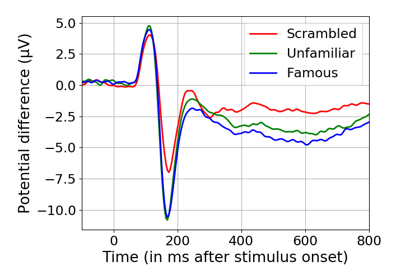 Potential difference (μV)
5.0
2.5
0.0
−2.5
−5.0
−7.5
−10.0
Scrambled
Unfamiliar
Famous
0 200 400 600 800
Time (in ms after stimulus onset)